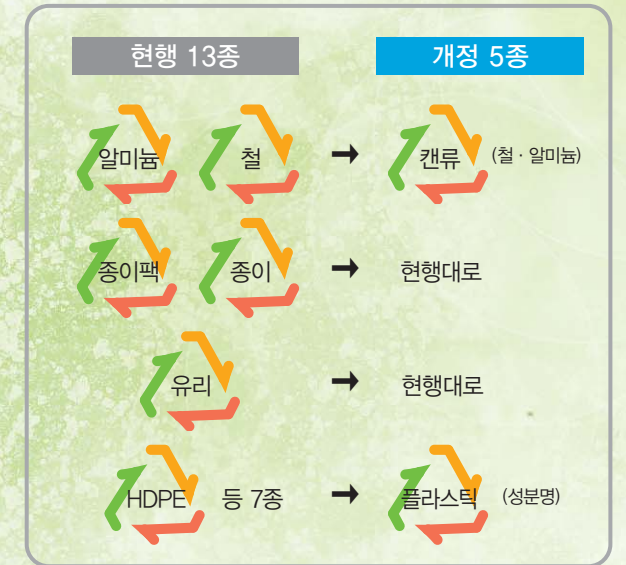 현행 13종 개정 5종
알미늄 철 ➡ 캔류 (철 · 알미늄)
종이팩 종이 ➡ 현행대로
유리 ➡ 현행대로
HDPE 등 7종 ➡ 플라스틱 (성분명)